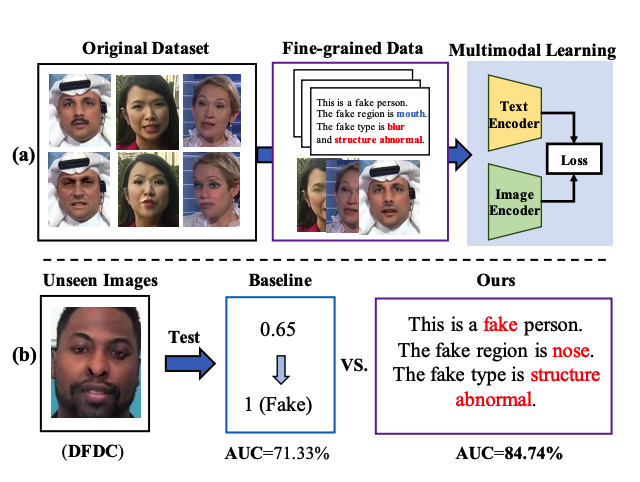 Original Dataset
Fine-grained Data
Multimodal Learning
(a)
This is a fake person.
The fake region is mouth.
The fake type is blur
and structure abnormal.
Text
Encoder
Image
Encoder
Loss
Unseen Images
Baseline
Ours
(b)
Test
0.65
1 (Fake)
VS.
This is a fake person.
The fake region is nose.
The fake type is structure
abnormal.
(DFDC)
AUC=71.33%
AUC=84.74%